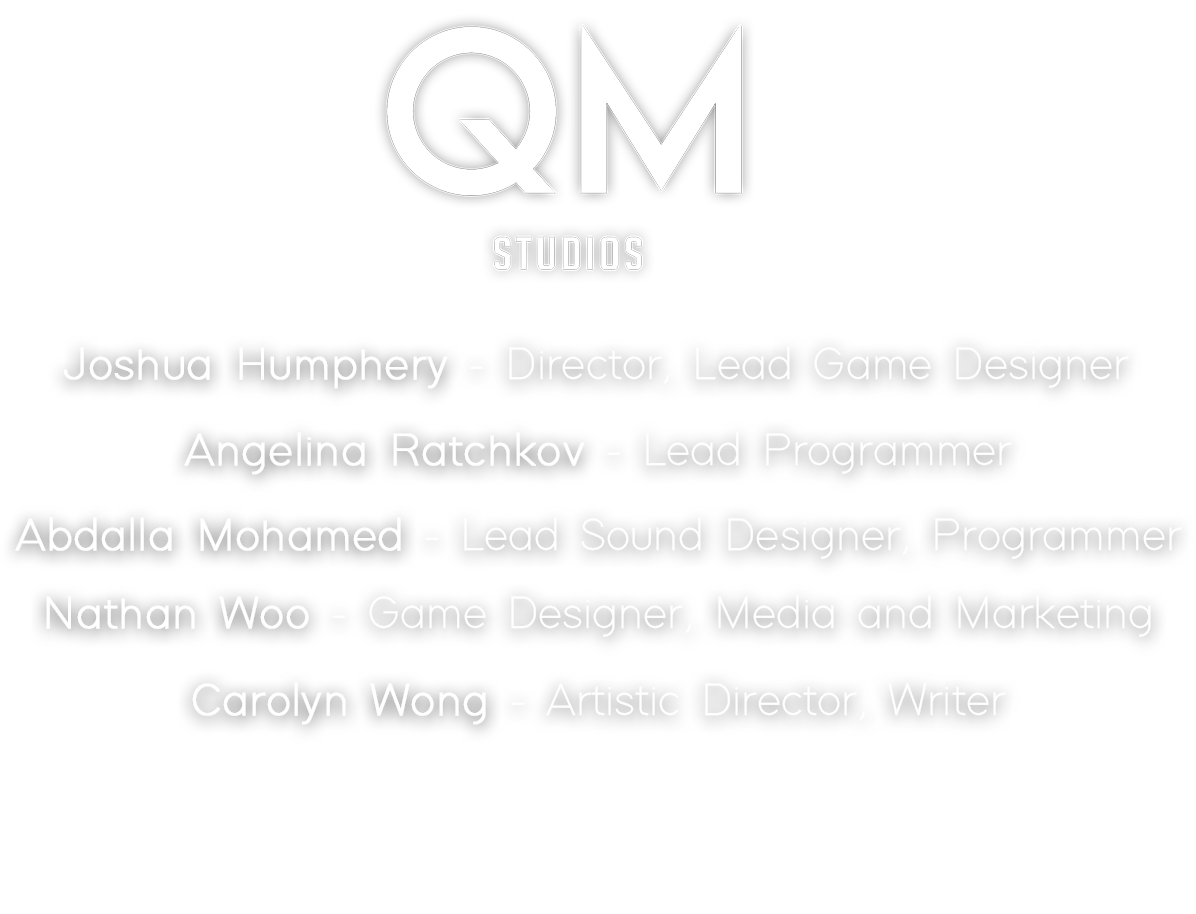 QM
STUDIOS
Joshua Humphery - Director, Lead Game Designer
Angelina Ratchkov - Lead Programmer
Abdalla Mohamed - Lead Sound Designer, Programmer
Nathan Woo - Game Designer, Media and Marketing
Carolyn Wong - Artistic Director, Writer